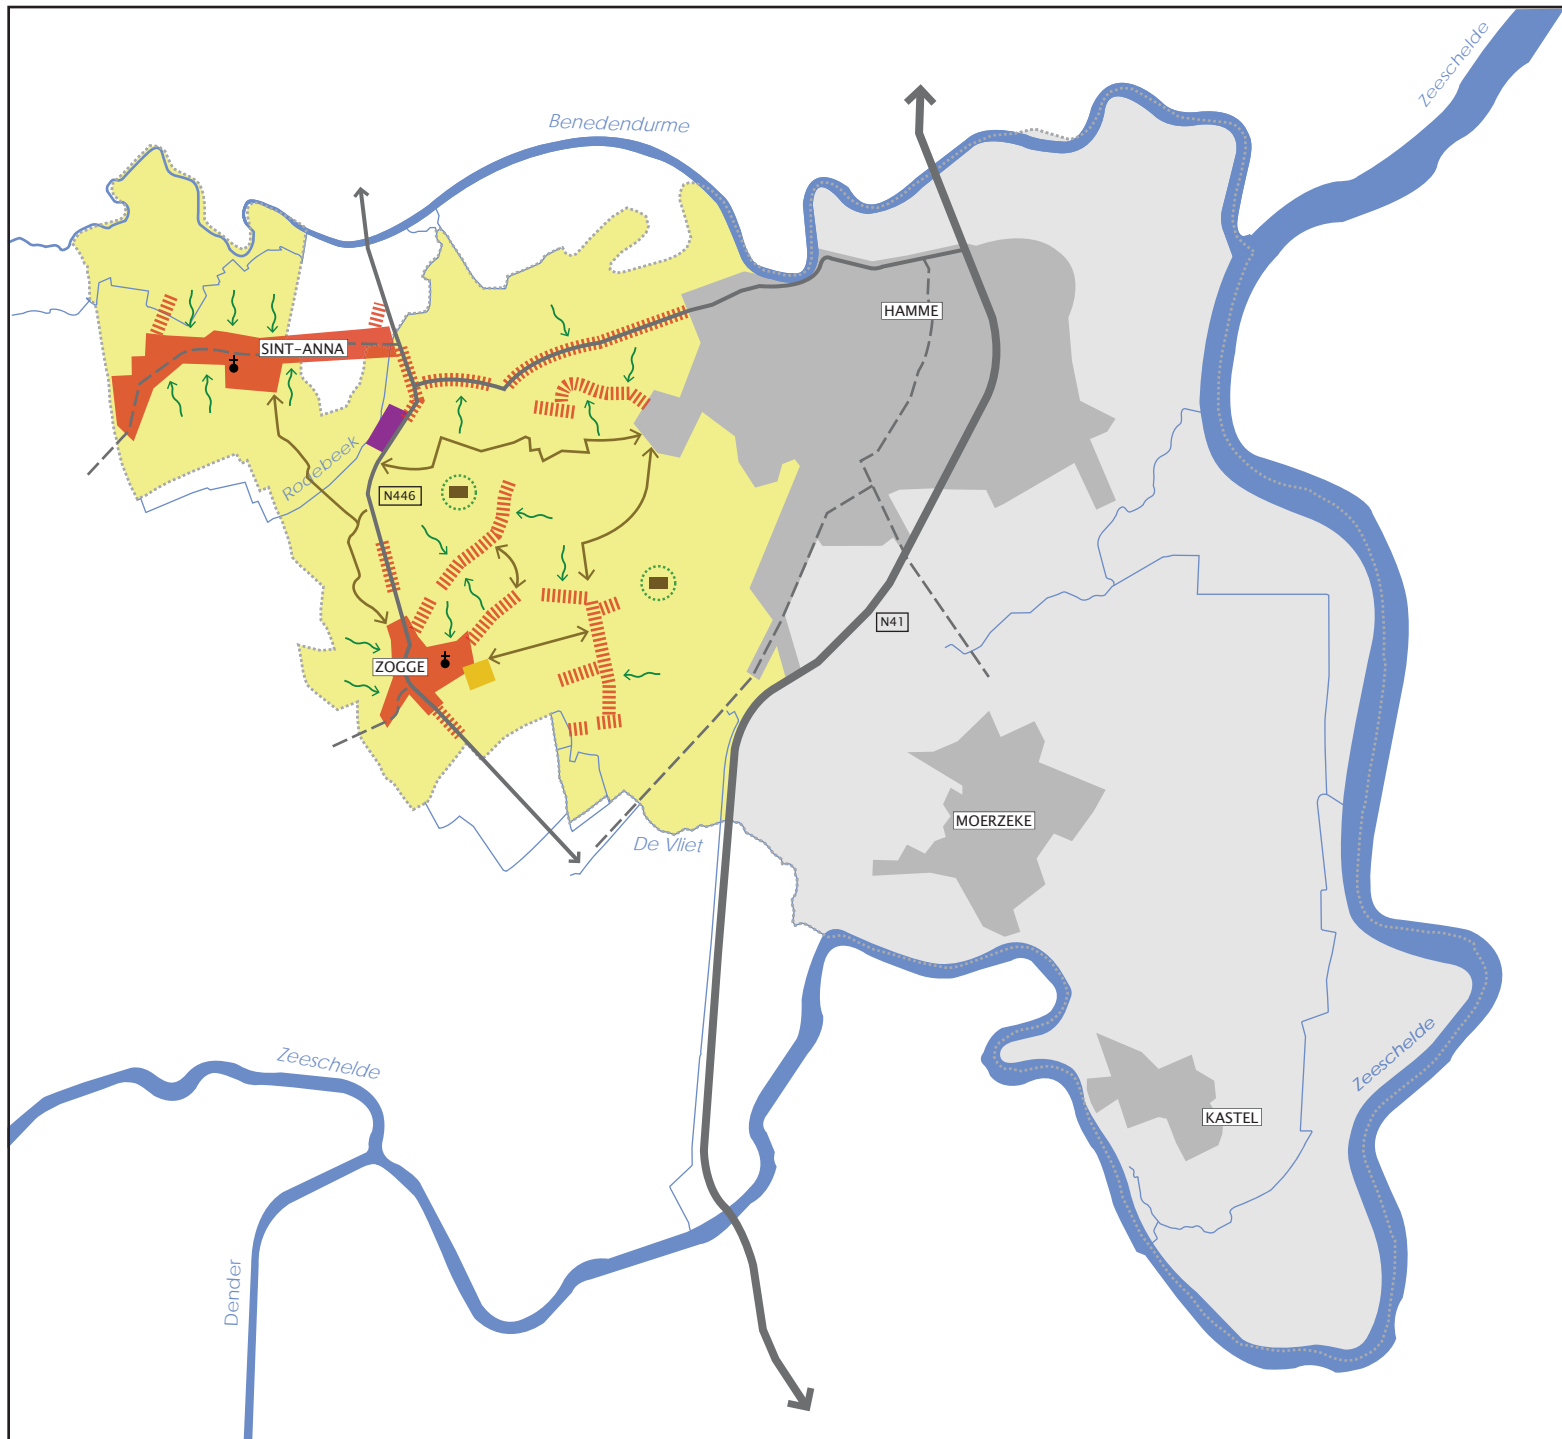 Zeeschelde
Benedendurme
HAMME
SINT-ANNA
Rodebeek
N446
N41
ZOGGE
MOERZEKE
De Vliet
Zeeschelde
Zeeschelde
KASTEL
Dender